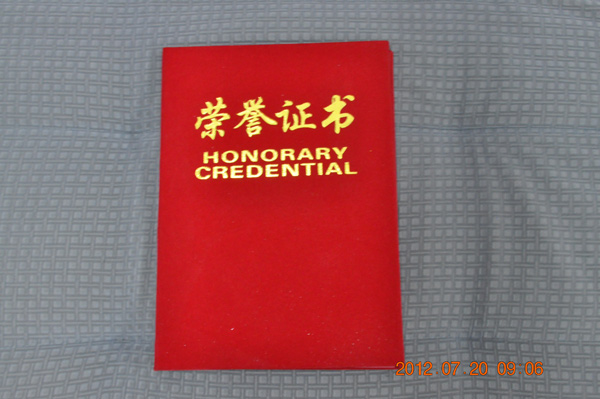 荣誉证书
HONORARY
CREDENTIAL
2012.07.20 09:06